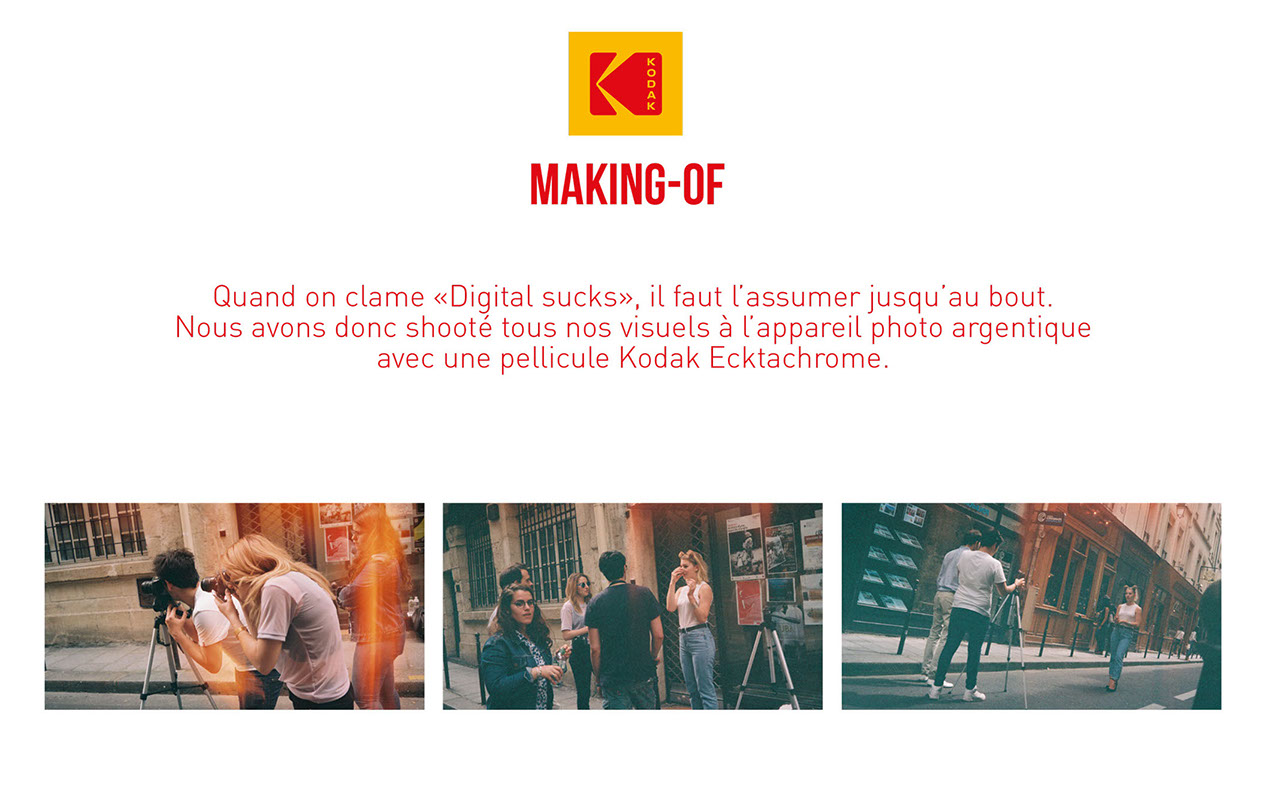 KODAK
MAKING-OF
Quand on clame «Digital sucks», il faut l’assumer jusqu’au bout.
Nous avons donc shooté tous nos visuels à l’appareil photo argentique
avec une pellicule Kodak Ecktachrome.